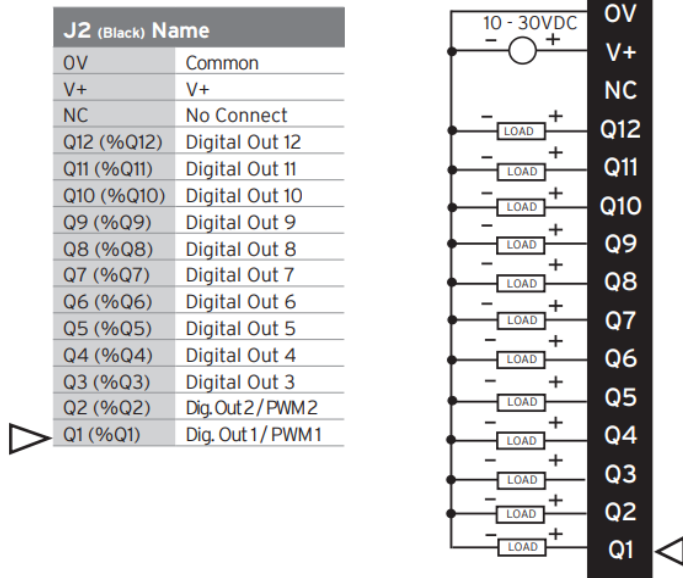 J2 (Black) Name
0V Common
V+ V+
NC No Connect
Q12 (%Q12) Digital Out 12
Q11 (%Q11) Digital Out 11
Q10 (%Q10) Digital Out 10
Q9 (%Q9) Digital Out 9
Q8 (%Q8) Digital Out 8
Q7 (%Q7) Digital Out 7
Q6 (%Q6) Digital Out 6
Q5 (%Q5) Digital Out 5
Q4 (%Q4) Digital Out 4
Q3 (%Q3) Digital Out 3
Q2 (%Q2) Dig. Out 2 / PWM 2
Q1 (%Q1) Dig. Out 1 / PWM 1
0V
10 - 30VDC
- + V+
NC
- LOAD + Q12
- LOAD + Q11
- LOAD + Q10
- LOAD + Q9
- LOAD + Q8
- LOAD + Q7
- LOAD + Q6
- LOAD + Q5
- LOAD + Q4
- LOAD + Q3
- LOAD + Q2
- LOAD + Q1